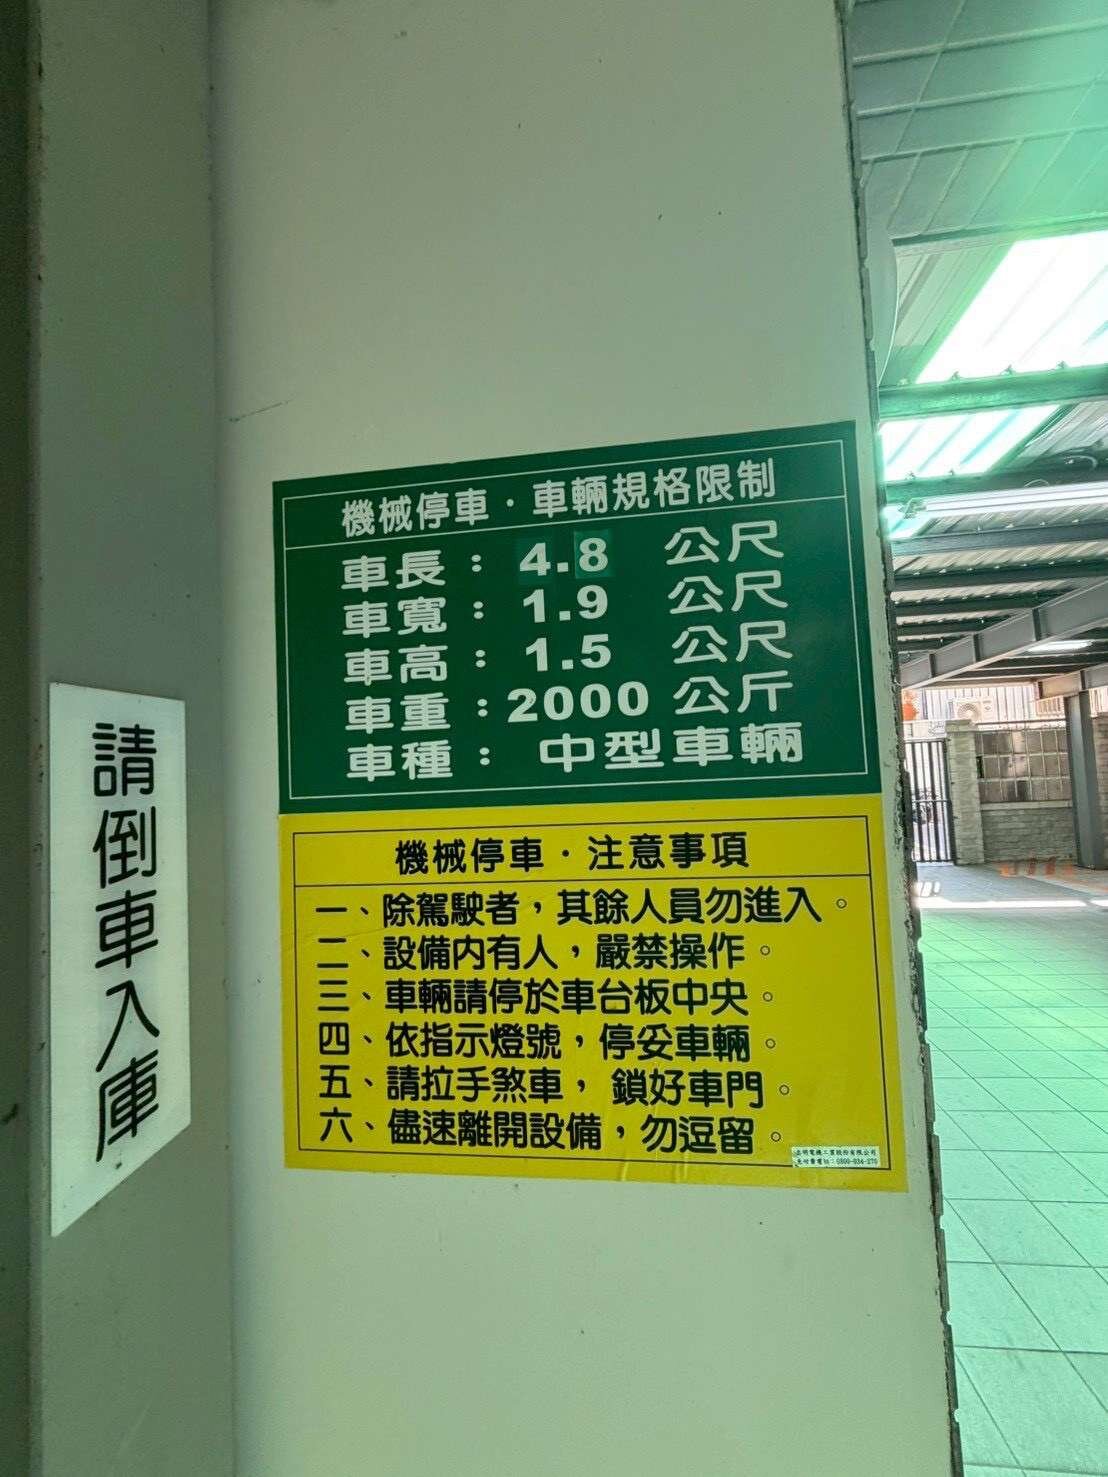 請倒車入庫
機械停車．車輛規格限制
車長：4.8 公尺
車寬：1.9 公尺
車高：1.5 公尺
車重：2000 公斤
車種：中型車輛
機械停車．注意事項
一、除駕駛者，其餘人員勿進入。
二、設備內有人，嚴禁操作。
三、車輛請停於車台板中央。
四、依指示燈號，停妥車輛。
五、請拉手煞車，鎖好車門。
六、儘速離開設備，勿逗留。